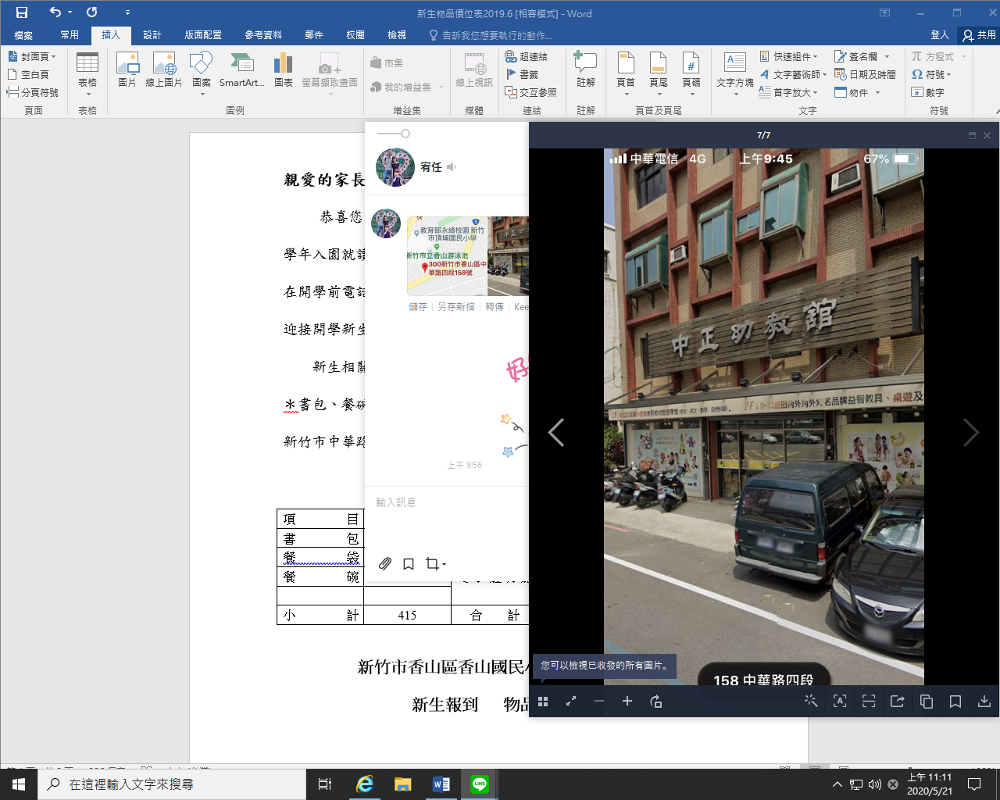 新生物品價位表2019.6 [相容模式] - Word
檔案 常用 插入 設計 版面配置 參考資料 郵件 校閱 檢視 告訴我您想要執行的動作... 登入 共用
封面頁
空白頁
分頁符號
頁面
表格
表格
圖片 線上圖片 圖案 SmartArt... 圖表 螢幕擷取畫面
圖例
市集
我的增益集
增益集
線上視訊
媒體
超連結
書籤
交互參照
連結
註解
註解
頁首 頁尾 頁碼
頁首及頁尾
文字方塊
快速組件
文字藝術師
首字放大
簽名欄
日期及時間
物件
文字
方程式
符號
數字
符號
親愛的家長
恭喜您
學年入園就讀
在開學前電話
迎接開學新生
新生相關
＊書包、餐碗
新竹市中華路
項 目
書 包
餐 袋
餐 碗
小 計 415 合 計
新竹市香山區香山國民
新生報到 物品
宥任
教育部永續校園 新竹
市頂埔國民小學
新竹市立香山游泳池
300新竹市香山區中
華路四段158號
中正幼教
儲存 | 另存新檔 | 轉傳 | Kee
好
上午 9:56
輸入訊息
7/7
中華電信 4G 上午9:45 67%
中正幼教館
2F 0-12歲國內外知名品牌益智教具、桌遊及
158 中華路四段
您可以檢視已收發的所有圖片。
在這裡輸入文字來搜尋
上午 11:11
2020/5/21